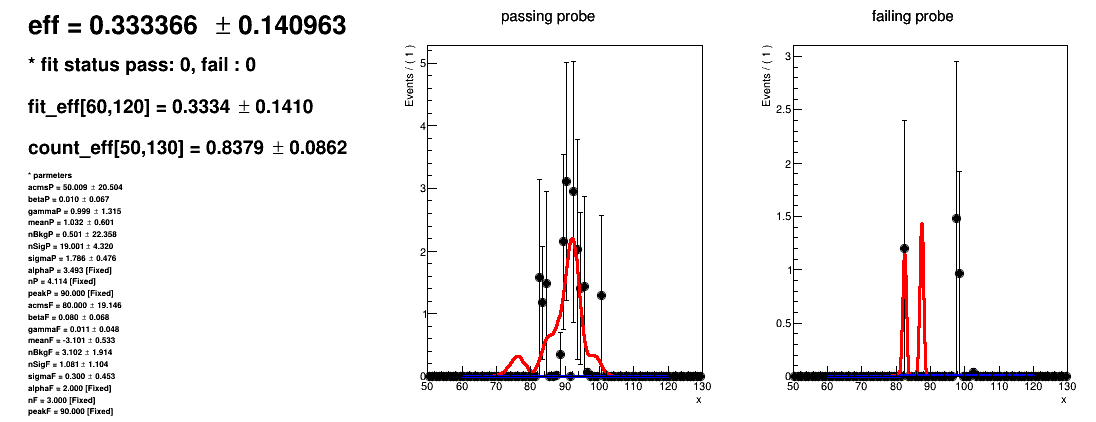 eff = 0.333366 ± 0.140963
* fit status pass: 0, fail : 0
fit_eff[60,120] = 0.3334 ± 0.1410
count_eff[50,130] = 0.8379 ± 0.0862
* parmeters
acmsP = 50.009 ± 20.504
betaP = 0.010 ± 0.067
gammaP = 0.999 ± 1.315
meanP = 1.032 ± 0.601
nBkgP = 0.501 ± 22.358
nSigP = 19.001 ± 4.320
sigmaP = 1.786 ± 0.476
alphaP = 3.493 [Fixed]
nP = 4.114 [Fixed]
peakP = 90.000 [Fixed]
acmsF = 80.000 ± 19.146
betaF = 0.080 ± 0.068
gammaF = 0.011 ± 0.048
meanF = -3.101 ± 0.533
nBkgF = 3.102 ± 1.914
nSigF = 1.081 ± 1.104
sigmaF = 0.300 ± 0.453
alphaF = 2.000 [Fixed]
nF = 3.000 [Fixed]
peakF = 90.000 [Fixed]
passing probe
Events / ( 1 )
5
4
3
2
1
0
50 60 70 80 90 100 110 120 130
x
failing probe
Events / ( 1 )
3
2.5
2
1.5
1
0.5
0
50 60 70 80 90 100 110 120 130
x